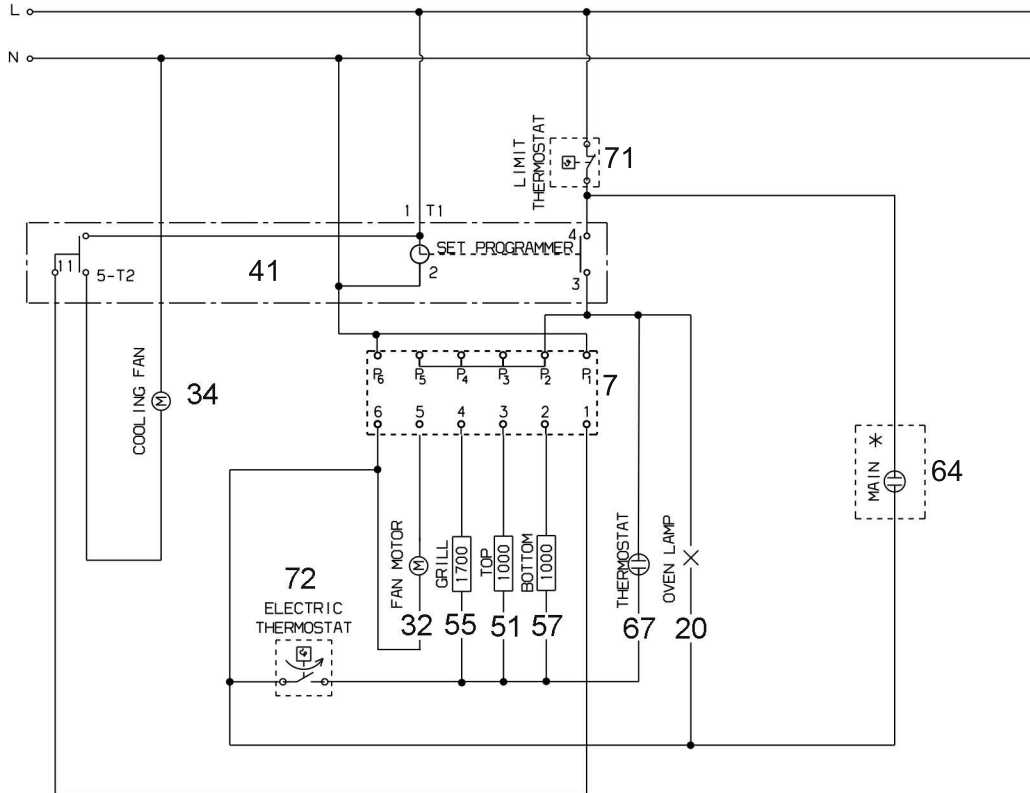 L
N
LIMIT
THERMOSTAT
71
1 T1
4
SET PROGRAMMER
11
5-T2
41
2
3
COOLING FAN
34
P6 P5 P4 P3 P2 P1
7
6 5 4 3 2 1
MAIN *
64
FAN MOTOR
M
32
GRILL
1700
55
TOP
1000
51
BOTTOM
1000
57
THERMOSTAT
67
OVEN LAMP
20
M
72
ELECTRIC
THERMOSTAT